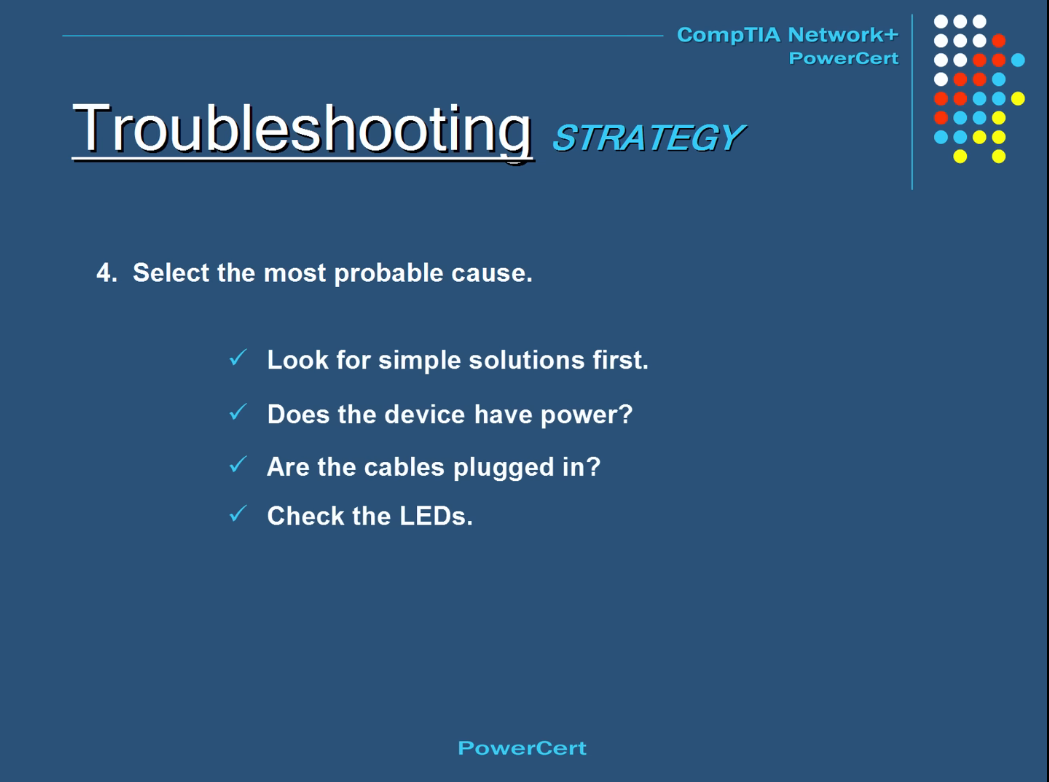 CompTIA Network+
PowerCert
Troubleshooting STRATEGY
4. Select the most probable cause.
✓ Look for simple solutions first.
✓ Does the device have power?
✓ Are the cables plugged in?
✓ Check the LEDs.
PowerCert